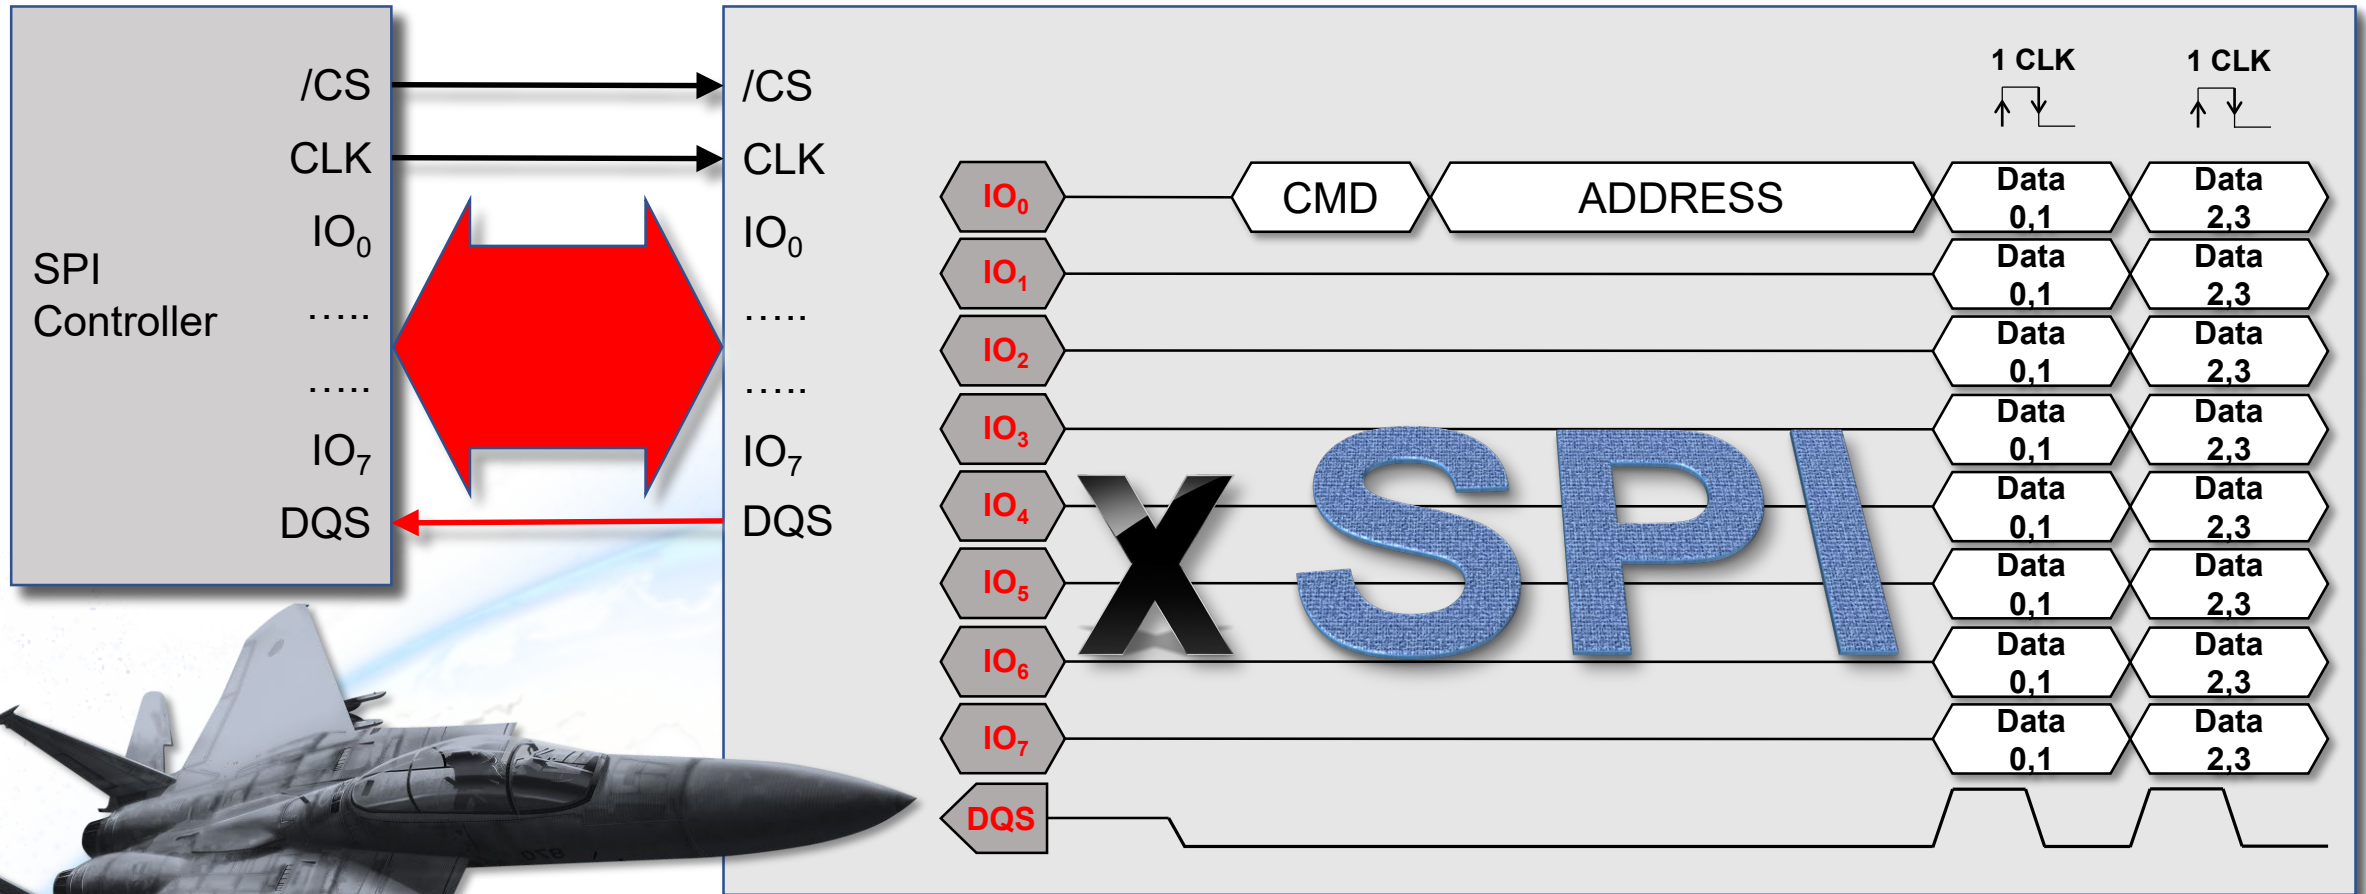 SPI
Controller
/CS
CLK
IO0
.....
.....
IO7
DQS
/CS
CLK
IO0
.....
.....
IO7
DQS
1 CLK 1 CLK
IO0 CMD ADDRESS Data 0,1 Data 2,3
IO1 Data 0,1 Data 2,3
IO2 Data 0,1 Data 2,3
IO3 Data 0,1 Data 2,3
IO4 Data 0,1 Data 2,3
IO5 Data 0,1 Data 2,3
IO6 Data 0,1 Data 2,3
IO7 Data 0,1 Data 2,3
DQS
xSPI